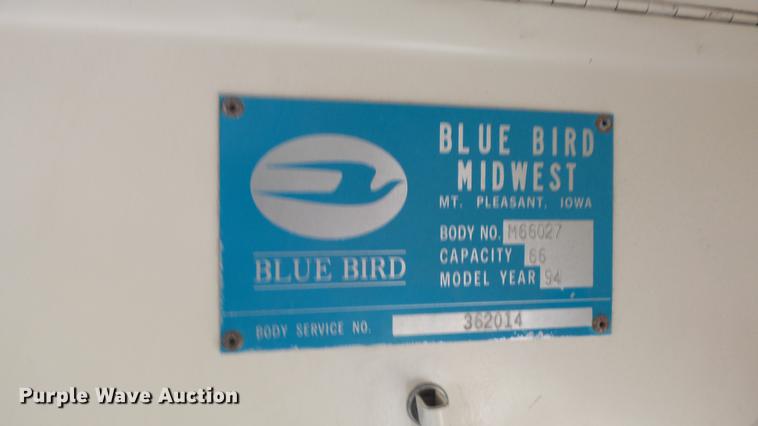 BLUE BIRD
BLUE BIRD
MIDWEST
MT. PLEASANT, IOWA
BODY NO. M66027
CAPACITY 66
MODEL YEAR 94
BODY SERVICE NO. 362014
Purple Wave Auction